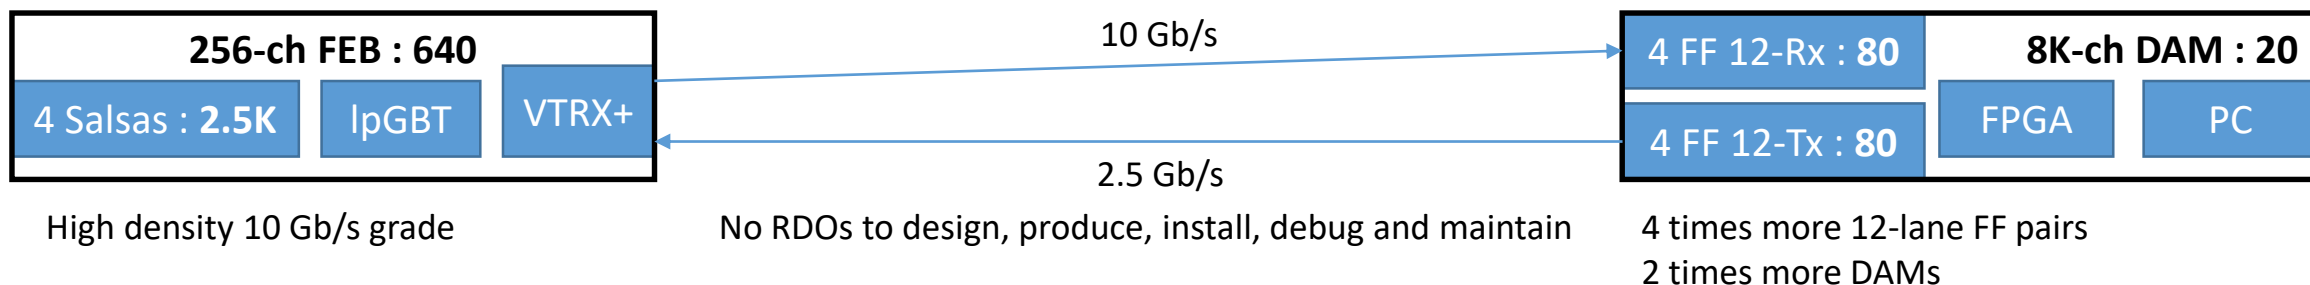 256-ch FEB : 640
4 Salsas : 2.5K
lpGBT
VTRX+
High density 10 Gb/s grade
10 Gb/s
2.5 Gb/s
No RDOs to design, produce, install, debug and maintain
4 FF 12-Rx : 80
8K-ch DAM : 20
4 FF 12-Tx : 80
FPGA
PC
4 times more 12-lane FF pairs
2 times more DAMs